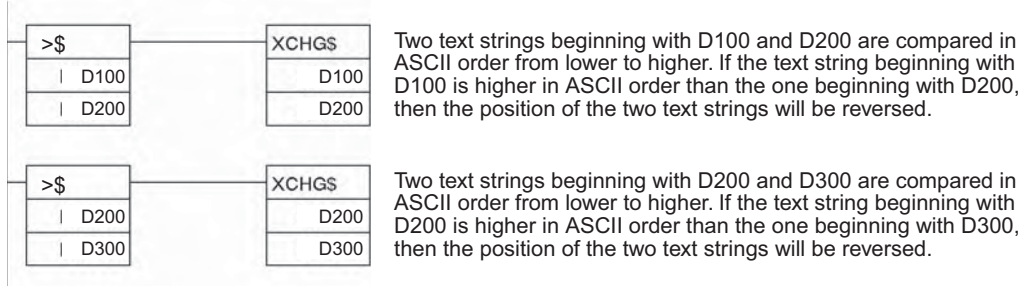 >$ XCHG$ Two text strings beginning with D100 and D200 are compared in
ASCII order from lower to higher. If the text string beginning with
D100 D100 D100 is higher in ASCII order than the one beginning with D200,
D200 D200 then the position of the two text strings will be reversed.
>$ XCHG$ Two text strings beginning with D200 and D300 are compared in
ASCII order from lower to higher. If the text string beginning with
D200 D200 D200 is higher in ASCII order than the one beginning with D300,
D300 D300 then the position of the two text strings will be reversed.